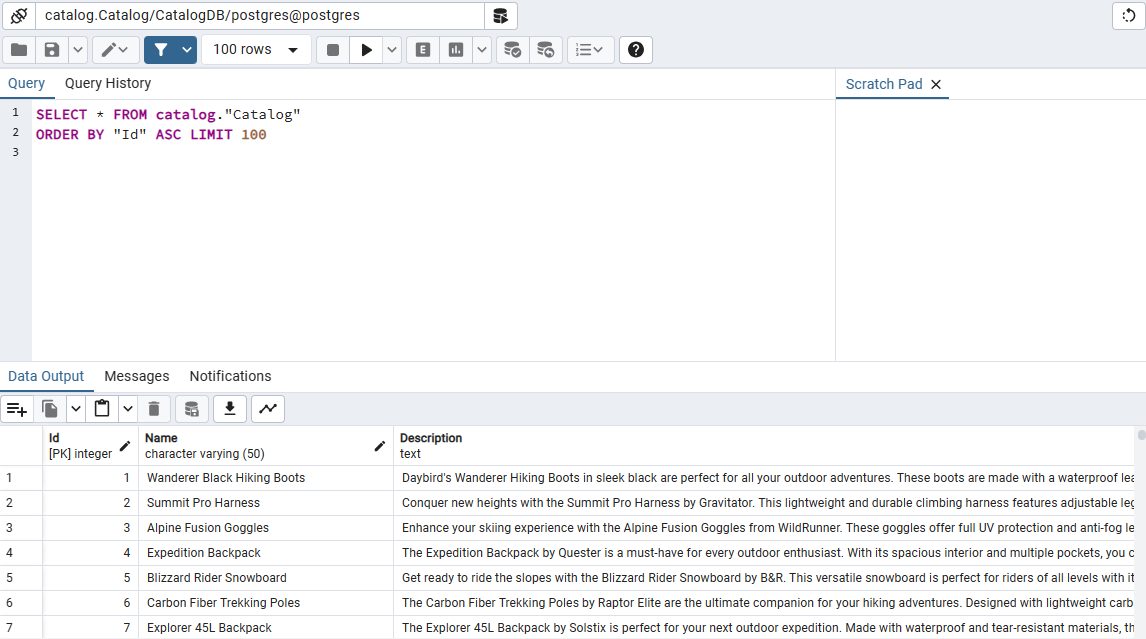 catalog.Catalog/CatalogDB/postgres@postgres
100 rows
E
Query Query History
Scratch Pad
1 SELECT * FROM catalog."Catalog"
2 ORDER BY "Id" ASC LIMIT 100
3
Data Output Messages Notifications
Id Name Description
[PK] integer character varying (50) text
1 1 Wanderer Black Hiking Boots Daybird's Wanderer Hiking Boots in sleek black are perfect for all your outdoor adventures. These boots are made with a waterproof lea
2 2 Summit Pro Harness Conquer new heights with the Summit Pro Harness by Gravitator. This lightweight and durable climbing harness features adjustable leg
3 3 Alpine Fusion Goggles Enhance your skiing experience with the Alpine Fusion Goggles from WildRunner. These goggles offer full UV protection and anti-fog le
4 4 Expedition Backpack The Expedition Backpack by Quester is a must-have for every outdoor enthusiast. With its spacious interior and multiple pockets, you c
5 5 Blizzard Rider Snowboard Get ready to ride the slopes with the Blizzard Rider Snowboard by B&R. This versatile snowboard is perfect for riders of all levels with it
6 6 Carbon Fiber Trekking Poles The Carbon Fiber Trekking Poles by Raptor Elite are the ultimate companion for your hiking adventures. Designed with lightweight carb
7 7 Explorer 45L Backpack The Explorer 45L Backpack by Solstix is perfect for your next outdoor expedition. Made with waterproof and tear-resistant materials, th